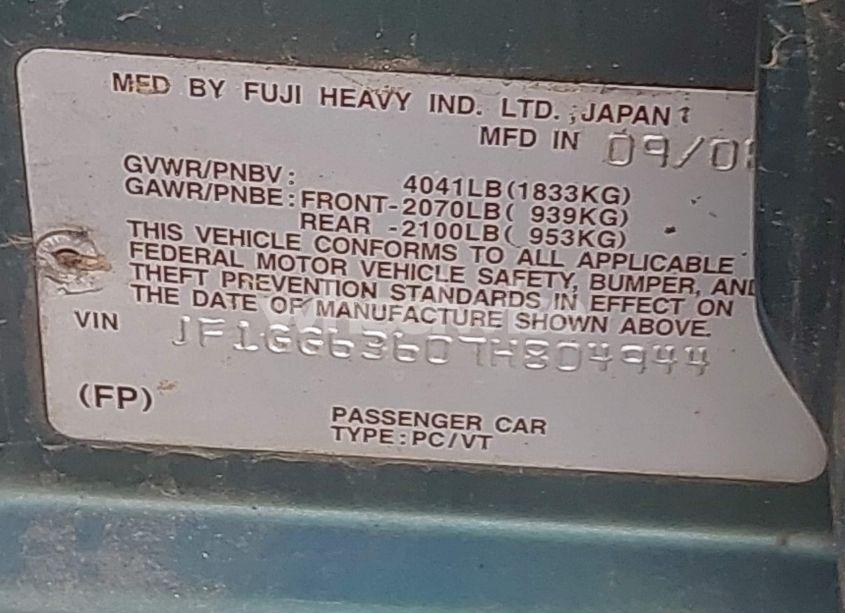 MFD BY FUJI HEAVY IND. LTD., JAPAN
MFD IN 09/0
GVWR/PNBV: 4041LB(1833KG)
GAWR/PNBE: FRONT-2070LB( 939KG)
REAR -2100LB( 953KG)
THIS VEHICLE CONFORMS TO ALL APPLICABLE
FEDERAL MOTOR VEHICLE SAFETY, BUMPER, AND
THEFT PREVENTION STANDARDS IN EFFECT ON
THE DATE OF MANUFACTURE SHOWN ABOVE.
VIN JF1GG63607H804944
(FP)
PASSENGER CAR
TYPE:PC/VT